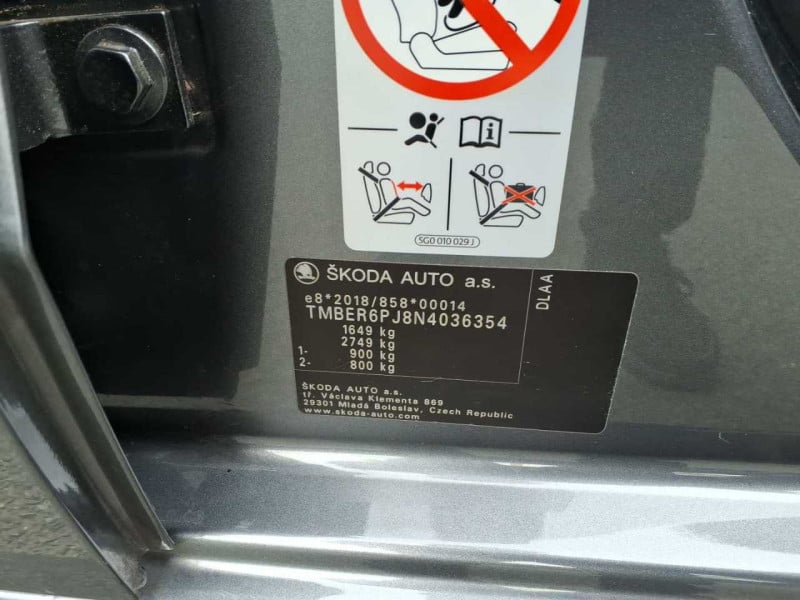 5G0 010 029 J
ŠKODA AUTO a.s.
e8*2018/858*00014
TMBER6PJ8N4036354
1649 kg
2749 kg
1- 900 kg
2- 800 kg
DLAA
ŠKODA AUTO a.s.
tř. Václava Klementa 869
29301 Mladá Boleslav, Czech Republic
www.skoda-auto.com